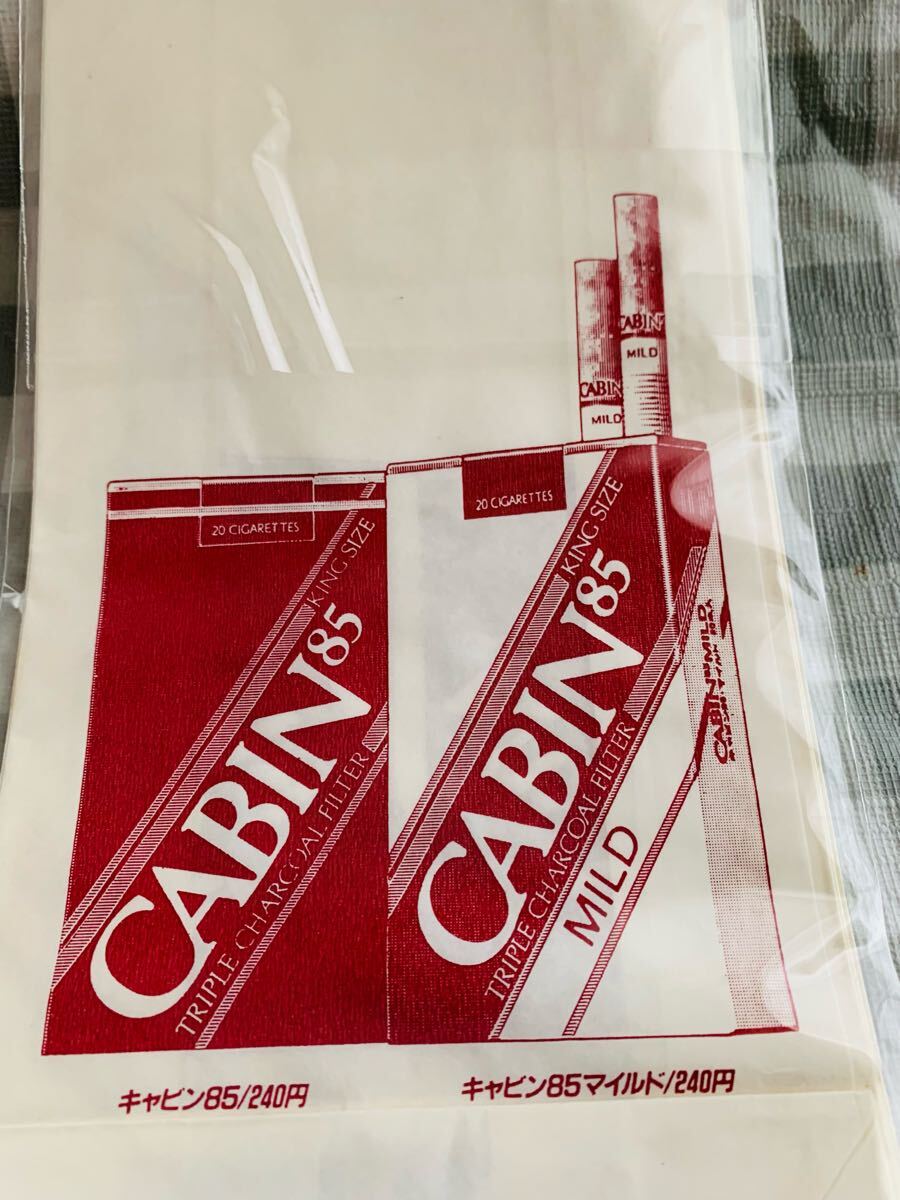 CABIN
MILD
CABIN
MILD
20 CIGARETTES
KING SIZE
CABIN85
TRIPLE CHARCOAL FILTER
20 CIGARETTES
KING SIZE
CABIN85
TRIPLE CHARCOAL FILTER
MILD
キャビン85/240円
キャビン85マイルド/240円